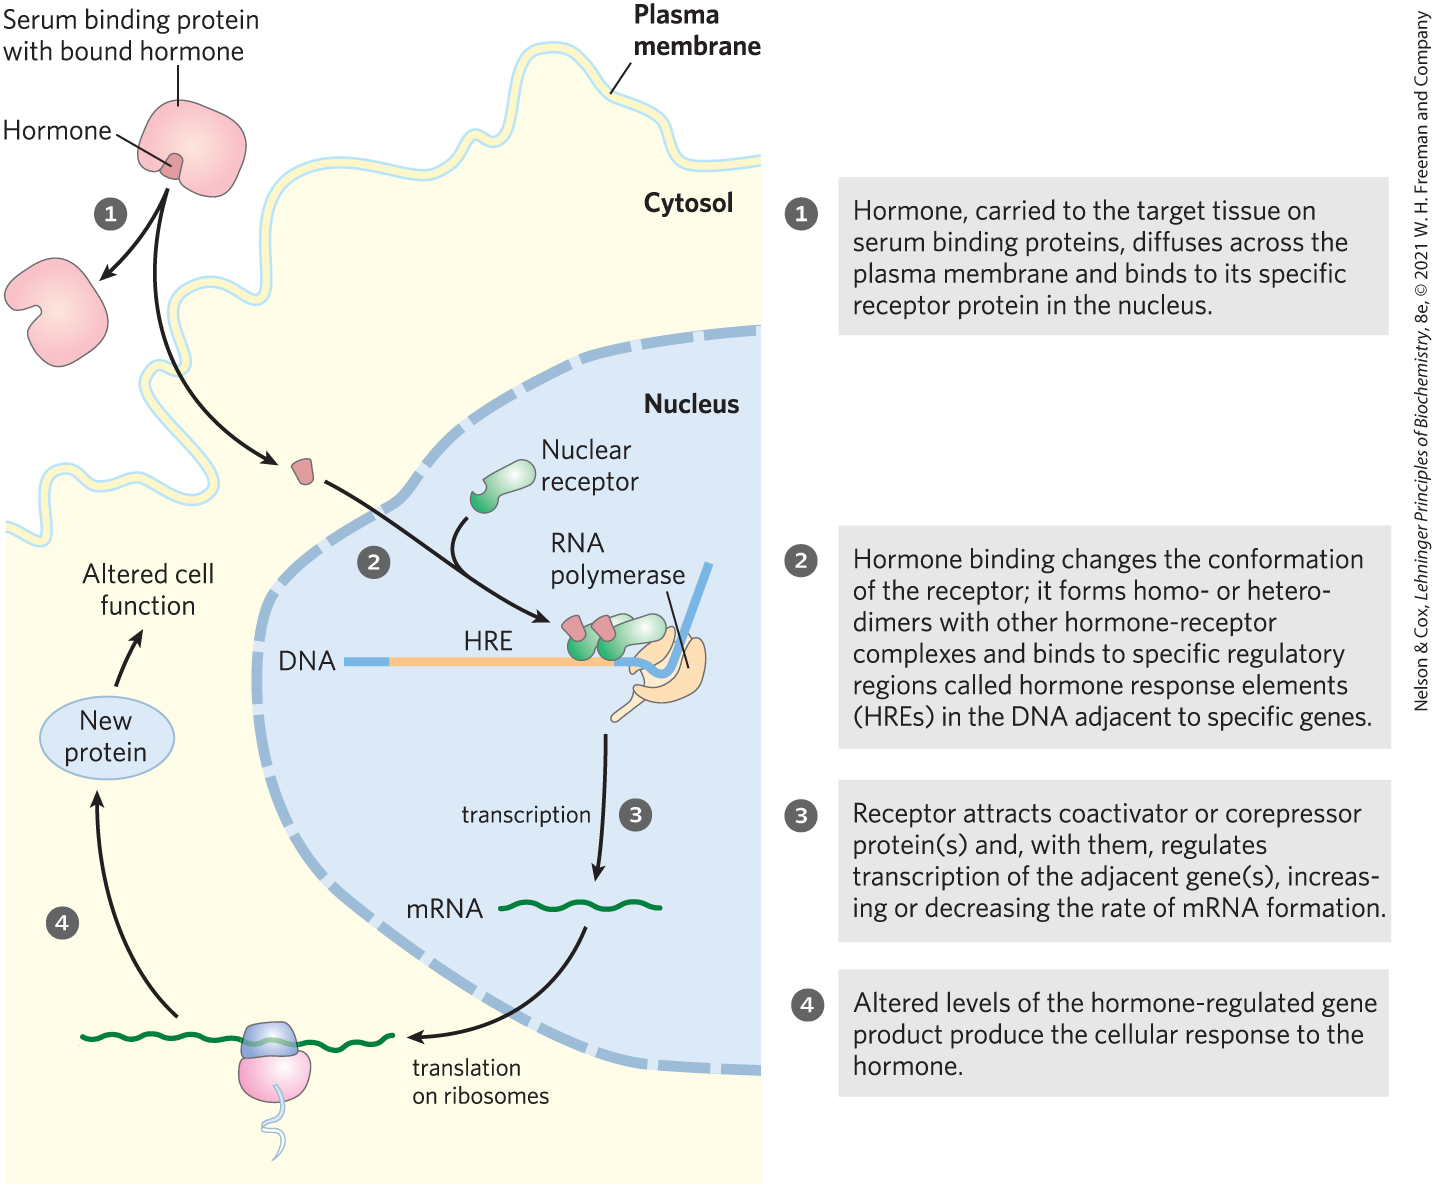 Serum binding protein
with bound hormone
Hormone
Plasma
membrane
Cytosol
1
Nucleus
Nuclear
receptor
2
RNA
polymerase
HRE
DNA
Altered cell
function
New
protein
transcription
3
mRNA
4
translation
on ribosomes
1
Hormone, carried to the target tissue on
serum binding proteins, diffuses across the
plasma membrane and binds to its specific
receptor protein in the nucleus.
2
Hormone binding changes the conformation
of the receptor; it forms homo- or hetero-
dimers with other hormone-receptor
complexes and binds to specific regulatory
regions called hormone response elements
(HREs) in the DNA adjacent to specific genes.
3
Receptor attracts coactivator or corepressor
protein(s) and, with them, regulates
transcription of the adjacent gene(s), increas-
ing or decreasing the rate of mRNA formation.
4
Altered levels of the hormone-regulated gene
product produce the cellular response to the
hormone.
Nelson & Cox, Lehninger Principles of Biochemistry, 8e, © 2021 W. H. Freeman and Company